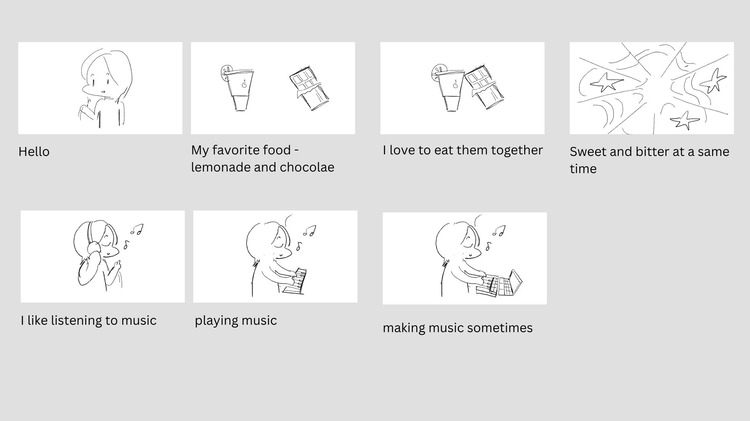 Hello
My favorite food -
lemonade and chocolae
I love to eat them together
Sweet and bitter at a same
time
I like listening to music
playing music
making music sometimes